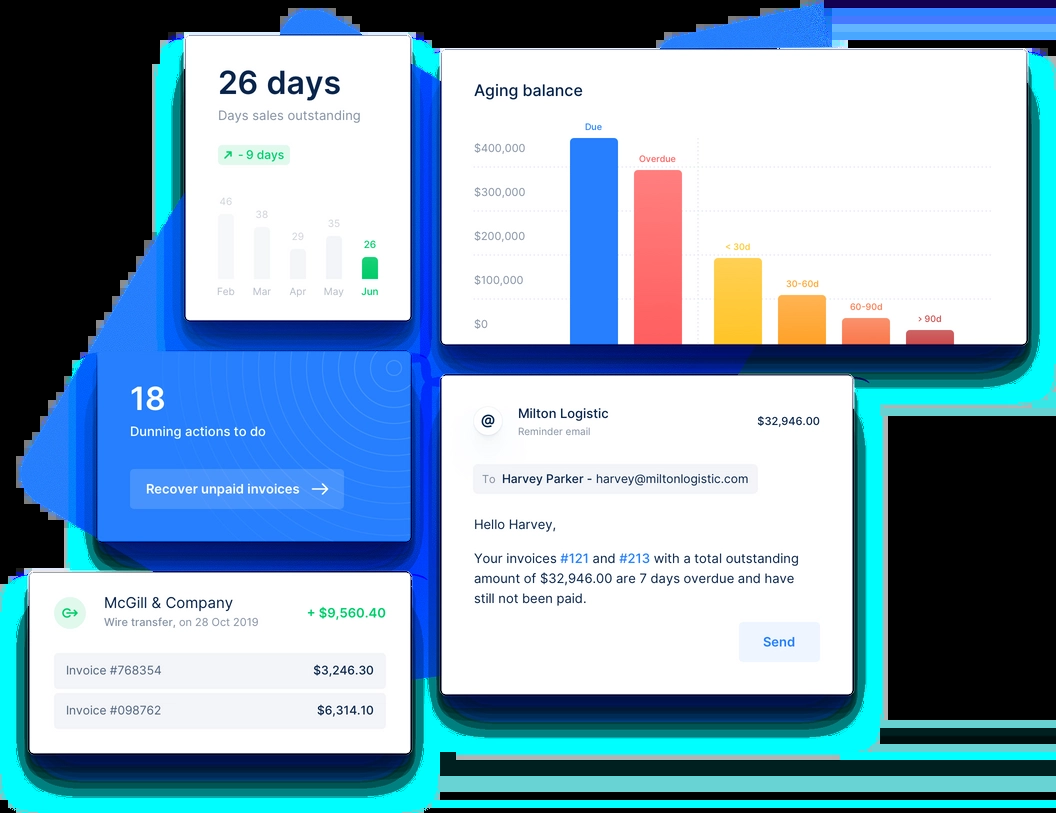 26 days
Days sales outstanding
- 9 days
46
38
29
35
26
Feb Mar Apr May Jun
Aging balance
Due
Overdue
< 30d
30-60d
60-90d
> 90d
$400,000
$300,000
$200,000
$100,000
$0
18
Dunning actions to do
Recover unpaid invoices
@
Milton Logistic
$32,946.00
Reminder email
To Harvey Parker - harvey@miltonlogistic.com
Hello Harvey,
Your invoices #121 and #213 with a total outstanding
amount of $32,946.00 are 7 days overdue and have
still not been paid.
Send
McGill & Company
+ $9,560.40
Wire transfer, on 28 Oct 2019
Invoice #768354 $3,246.30
Invoice #098762 $6,314.10